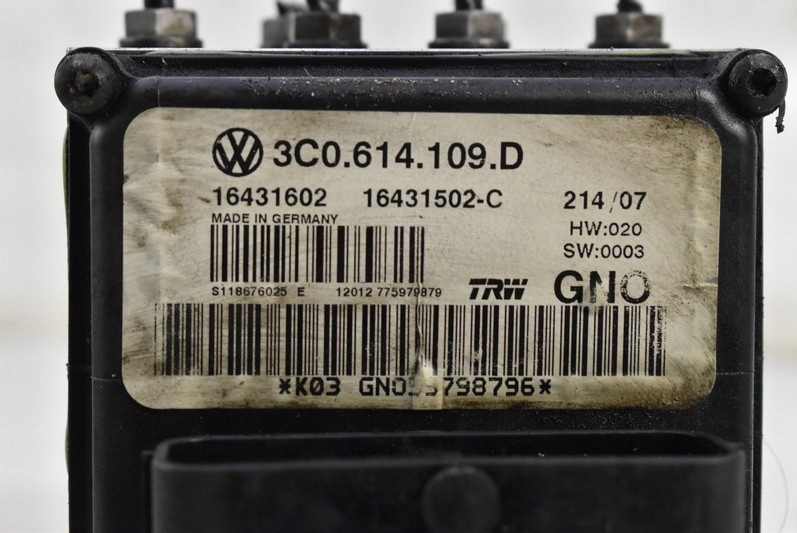 3C0.614.109.D
16431602 16431502-C 214/07
MADE IN GERMANY HW:020
SW:0003
S118676025 E 12012 775979879 TRW GNO
*K03